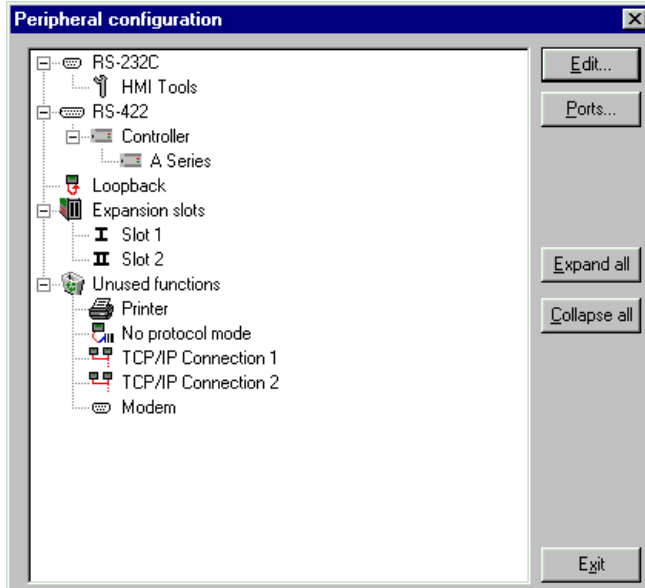 Peripheral configuration
RS-232C
HMI Tools
RS-422
Controller
A Series
Loopback
Expansion slots
Slot 1
Slot 2
Unused functions
Printer
No protocol mode
TCP/IP Connection 1
TCP/IP Connection 2
Modem
Edit...
Ports...
Expand all
Collapse all
Exit